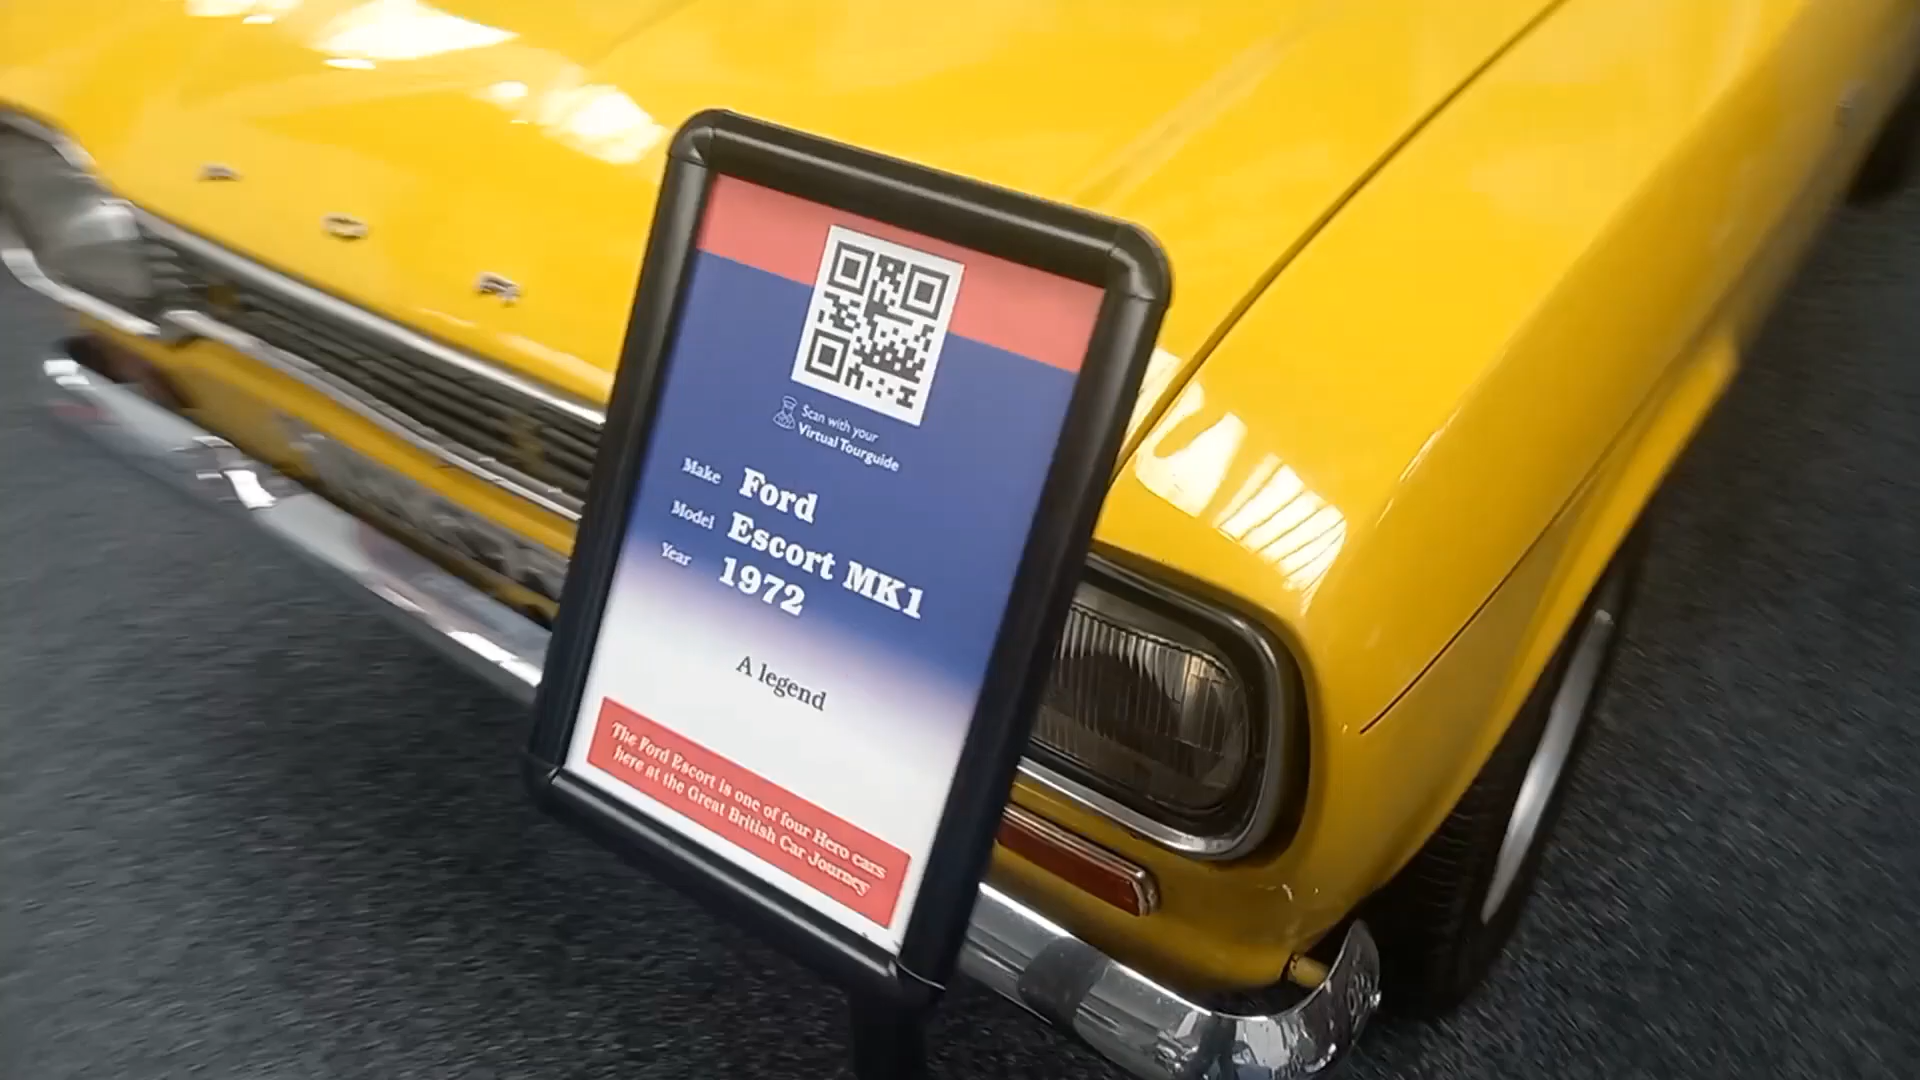 Scan with your
Virtual Tourguide
Make Ford
Model Escort MK1
Year 1972
A legend
The Ford Escort is one of four Hero cars
here at the Great British Car Journey